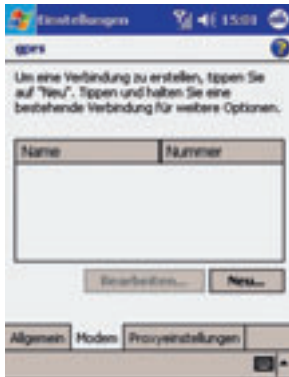 Einstellungen 15:01 ok
gprs
Um eine Verbindung zu erstellen, tippen Sie
auf "Neu". Tippen und halten Sie eine
bestehende Verbindung für weitere Optionen.
Name Nummer
Bearbeiten... Neu...
Allgemein Modem Proxyeinstellungen